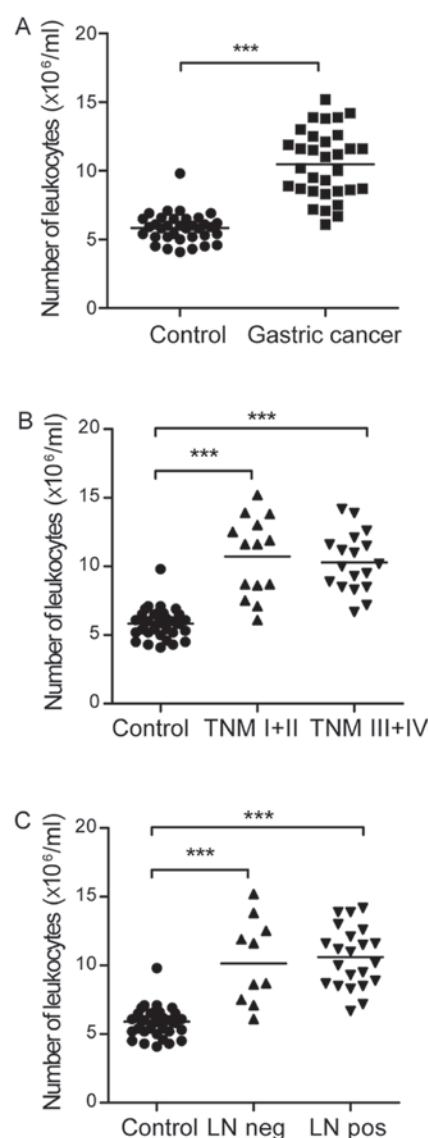 A
***
Number of leukocytes (x10⁶/ml)
20
15
10
5
0
Control Gastric cancer
B
***
***
Number of leukocytes (x10⁶/ml)
20
15
10
5
0
Control TNM I+II TNM III+IV
C
***
***
Number of leukocytes (x10⁶/ml)
20
15
10
5
0
Control LN neg LN pos